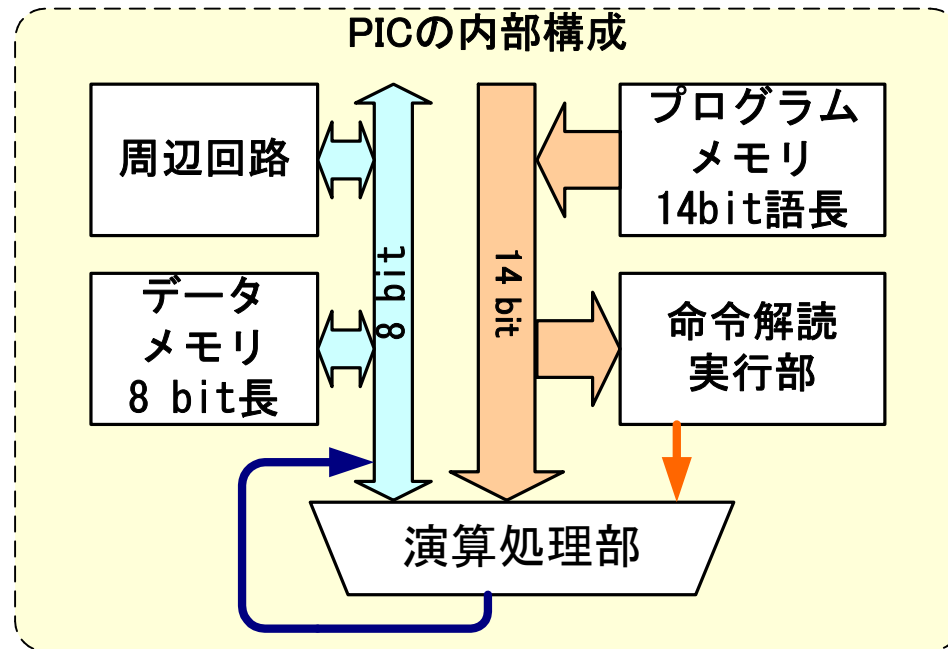 PICの内部構成
周辺回路
プログラム
メモリ
14bit語長
8 bit
14 bit
データ
メモリ
8 bit長
命令解読
実行部
演算処理部